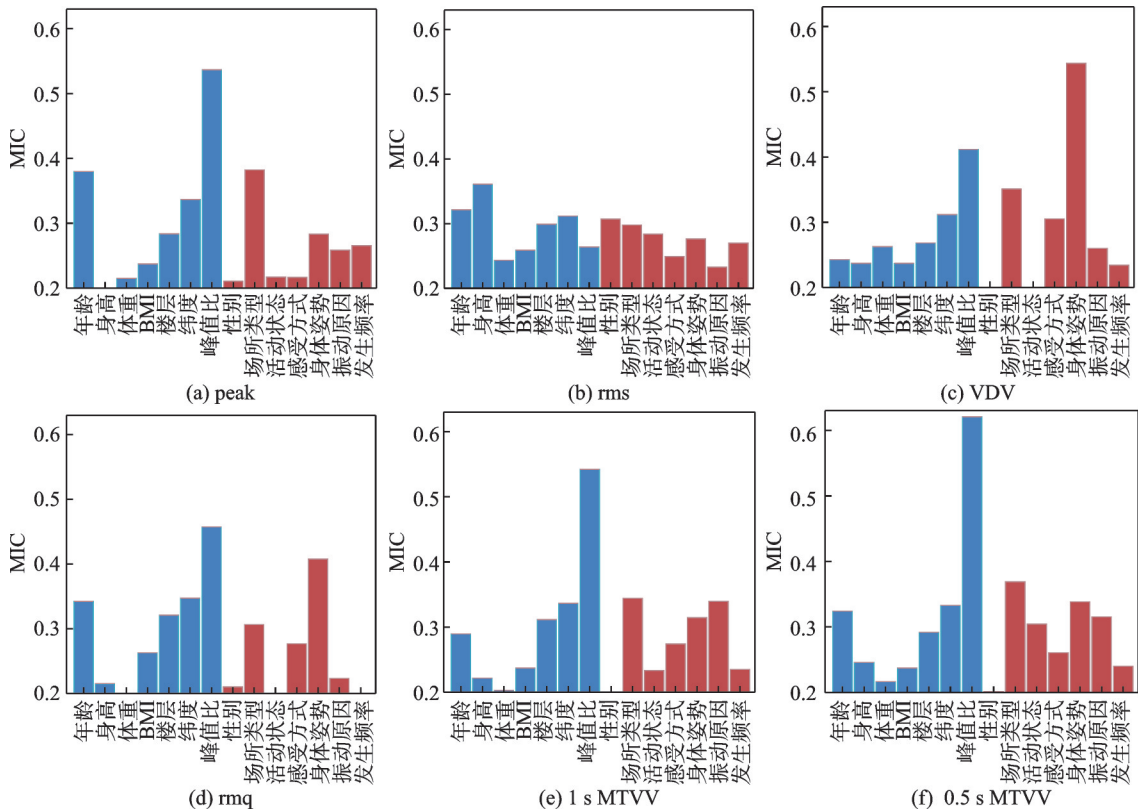 0.6
0.5
0.4
0.3
0.2
MIC
年龄
身高
体重
BMI
楼层
纬度
峰值比
性别
场所类型
活动状态
感受方式
身体姿势
振动原因
发生频率
(a) peak
0.6
0.5
0.4
0.3
0.2
MIC
年龄
身高
体重
BMI
楼层
纬度
峰值比
性别
场所类型
活动状态
感受方式
身体姿势
振动原因
发生频率
(b) rms
0.6
0.5
0.4
0.3
0.2
MIC
年龄
身高
体重
BMI
楼层
纬度
峰值比
性别
场所类型
活动状态
感受方式
身体姿势
振动原因
发生频率
(c) VDV
0.6
0.5
0.4
0.3
0.2
MIC
年龄
身高
体重
BMI
楼层
纬度
峰值比
性别
场所类型
活动状态
感受方式
身体姿势
振动原因
发生频率
(d) rmq
0.6
0.5
0.4
0.3
0.2
MIC
年龄
身高
体重
BMI
楼层
纬度
峰值比
性别
场所类型
活动状态
感受方式
身体姿势
振动原因
发生频率
(e) 1 s MTVV
0.6
0.5
0.4
0.3
0.2
MIC
年龄
身高
体重
BMI
楼层
纬度
峰值比
性别
场所类型
活动状态
感受方式
身体姿势
振动原因
发生频率
(f) 0.5 s MTVV